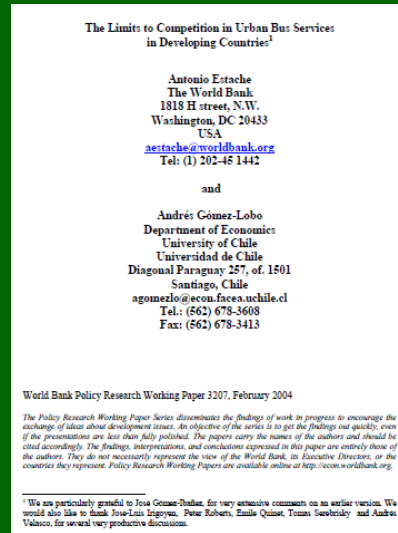 The Limits to Competition in Urban Bus Services
in Developing Countries¹
Antonio Estache
The World Bank
1818 H street, N.W.
Washington, DC 20433
USA
aestache@worldbank.org
Tel: (1) 202-45 1442
and
Andrés Gómez-Lobo
Department of Economics
University of Chile
Universidad de Chile
Diagonal Paraguay 257, of. 1501
Santiago, Chile
agomezlo@econ.facea.uchile.cl
Tel.: (562) 678-3608
Fax: (562) 678-3413
World Bank Policy Research Working Paper 3207, February 2004
The Policy Research Working Paper Series disseminates the findings of work in progress to encourage the
exchange of ideas about development issues. An objective of the series is to get the findings out quickly, even
if the presentations are less than fully polished. The papers carry the names of the authors and should be
cited accordingly. The findings, interpretations, and conclusions expressed in this paper are entirely those of
the authors. They do not necessarily represent the view of the World Bank, its Executive Directors, or the
countries they represent. Policy Research Working Papers are available online at http://econ.worldbank.org.
¹ We are particularly grateful to José Gómez-Ibañez, for very extensive comments on an earlier version. We
would also like to thank Jose-Luis Irigoyen, Peter Roberts, Emile Quinet, Tomas Serebrisky and Andrés
Velasco, for several very productive discussions.